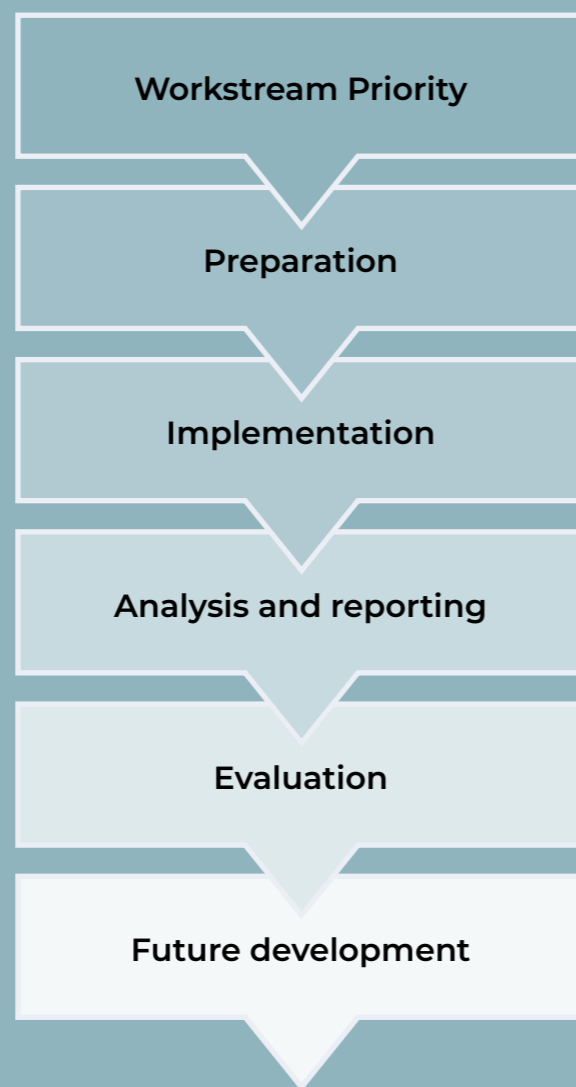 Workstream Priority
Preparation
Implementation
Analysis and reporting
Evaluation
Future development